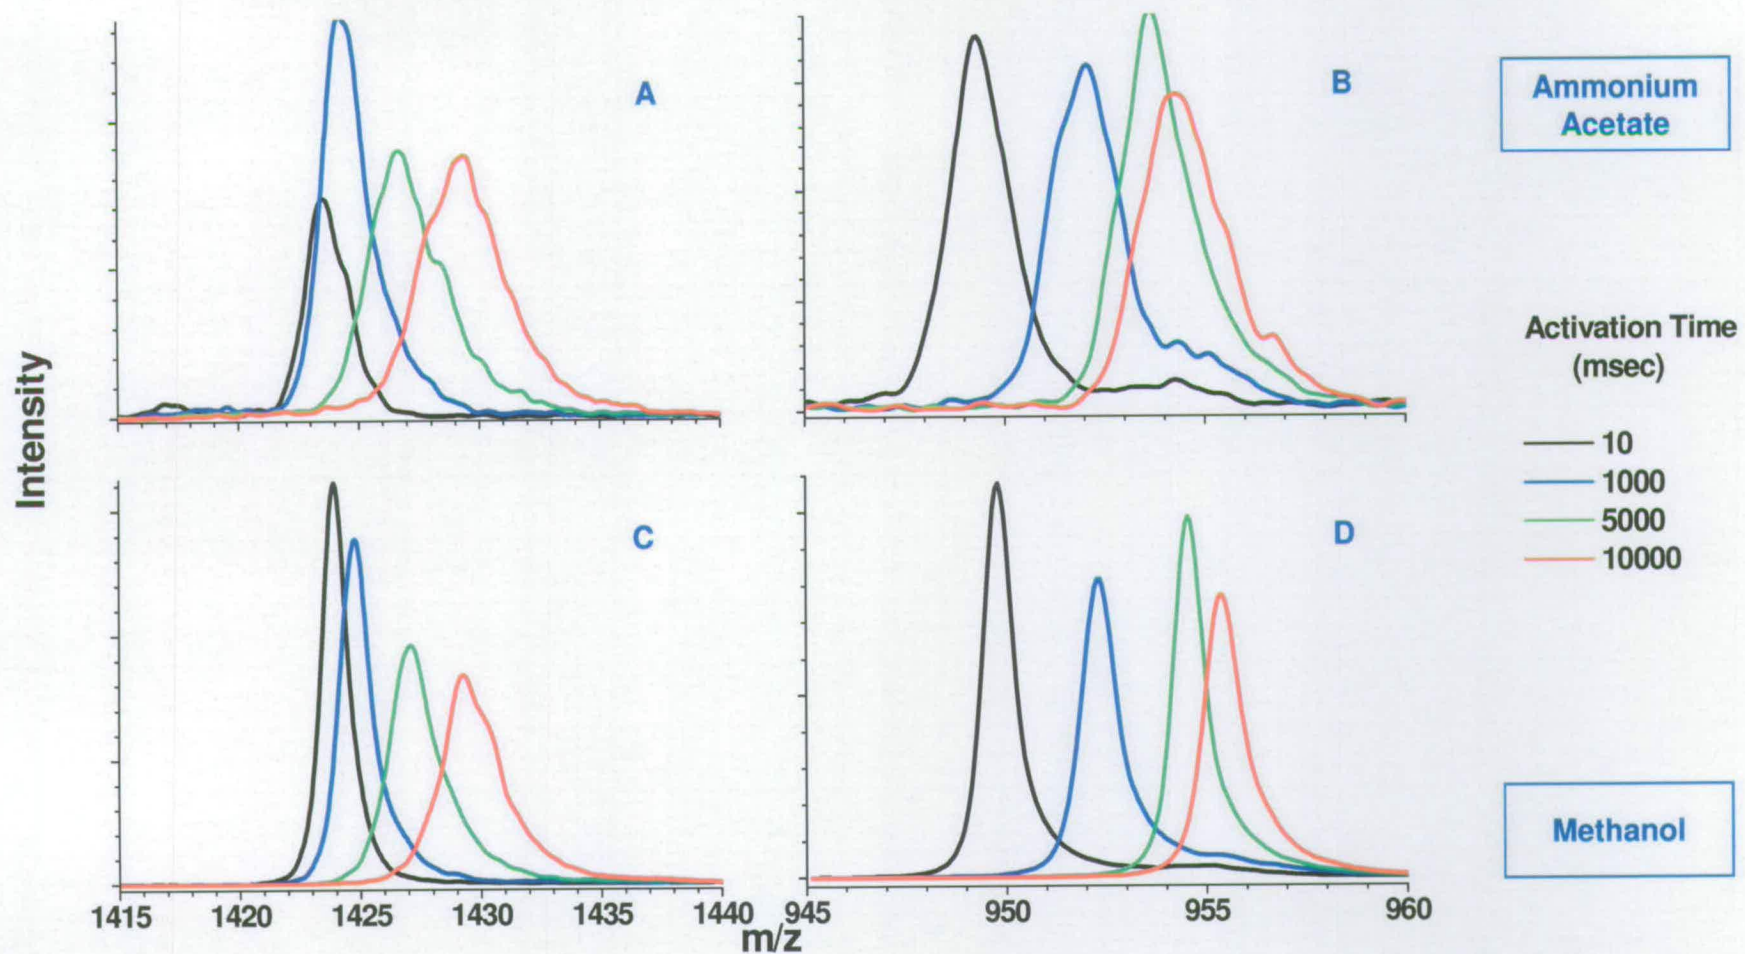 A
B
Ammonium
Acetate
Intensity
Activation Time
(msec)
10
1000
5000
10000
C
D
Methanol
1415 1420 1425 1430 1435 1440 945 950 955 960
m/z